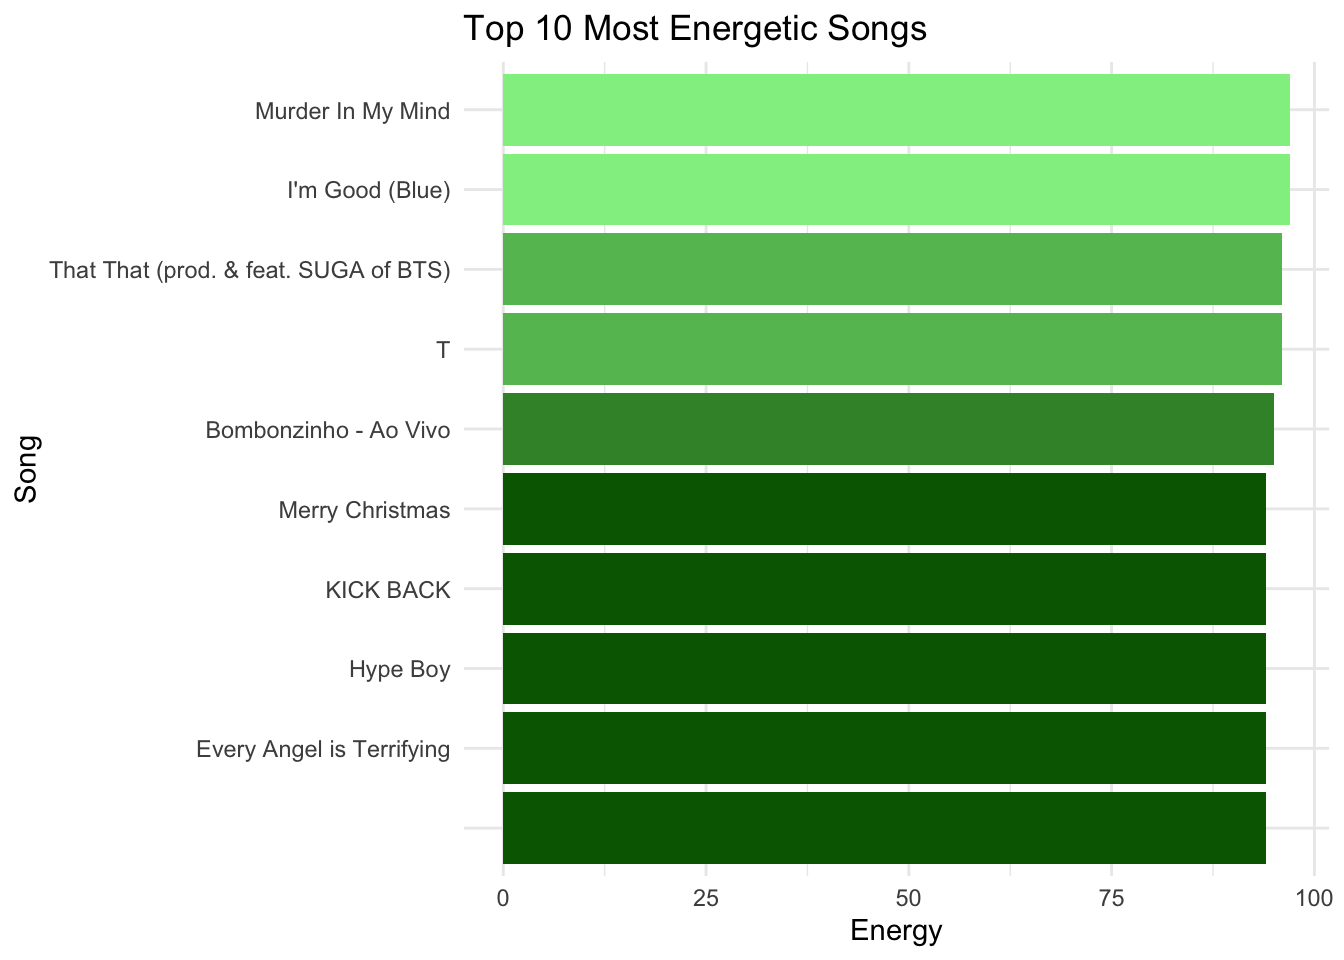 Top 10 Most Energetic Songs
Song
Murder In My Mind
I'm Good (Blue)
That That (prod. & feat. SUGA of BTS)
T
Bombonzinho - Ao Vivo
Merry Christmas
KICK BACK
Hype Boy
Every Angel is Terrifying
0 25 50 75 100
Energy